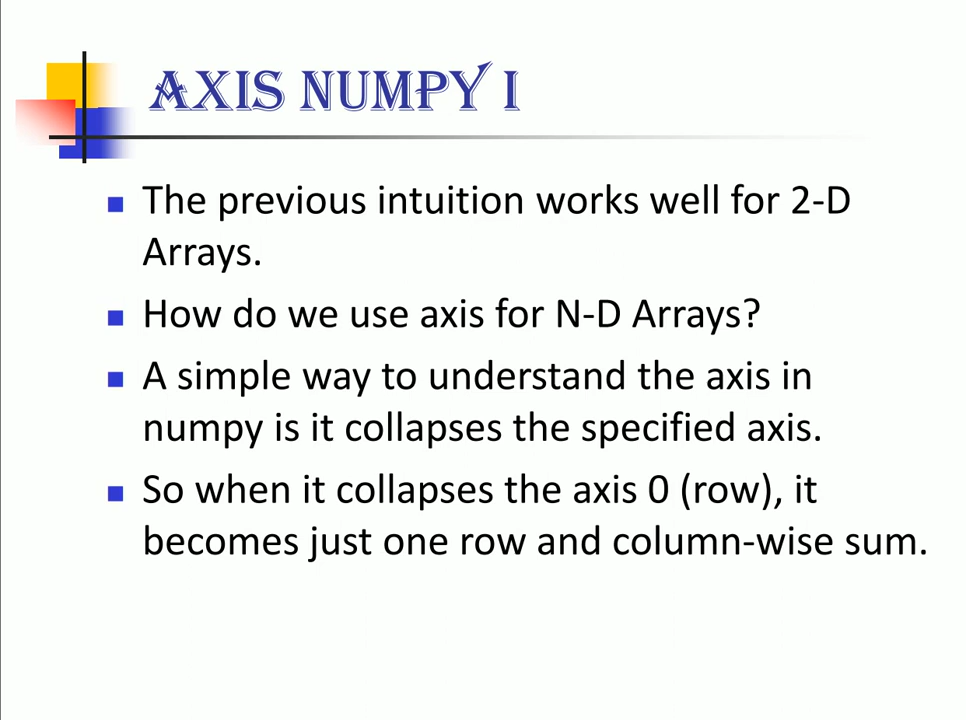 AXIS NUMPY I
The previous intuition works well for 2-D
Arrays.
How do we use axis for N-D Arrays?
A simple way to understand the axis in
numpy is it collapses the specified axis.
So when it collapses the axis 0 (row), it
becomes just one row and column-wise sum.